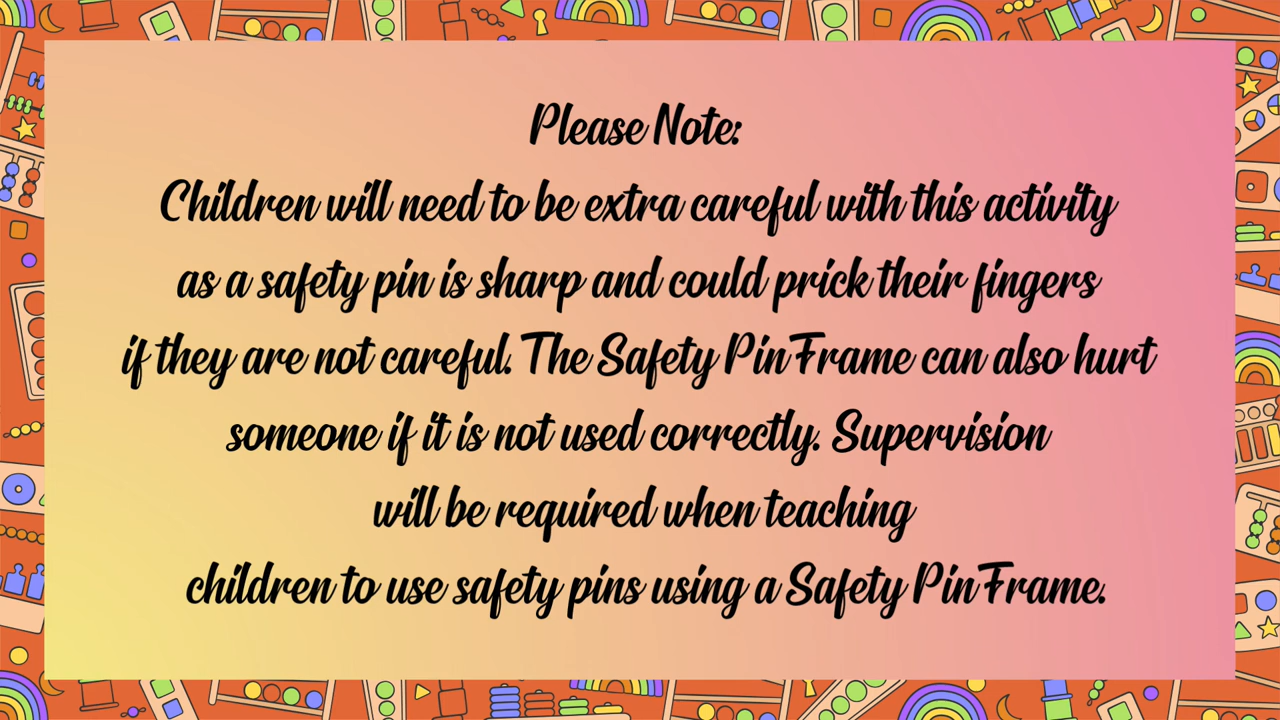 Please Note:
Children will need to be extra careful with this activity
as a safety pin is sharp and could prick their fingers
if they are not careful. The Safety Pin Frame can also hurt
someone if it is not used correctly. Supervision
will be required when teaching
children to use safety pins using a Safety Pin Frame.